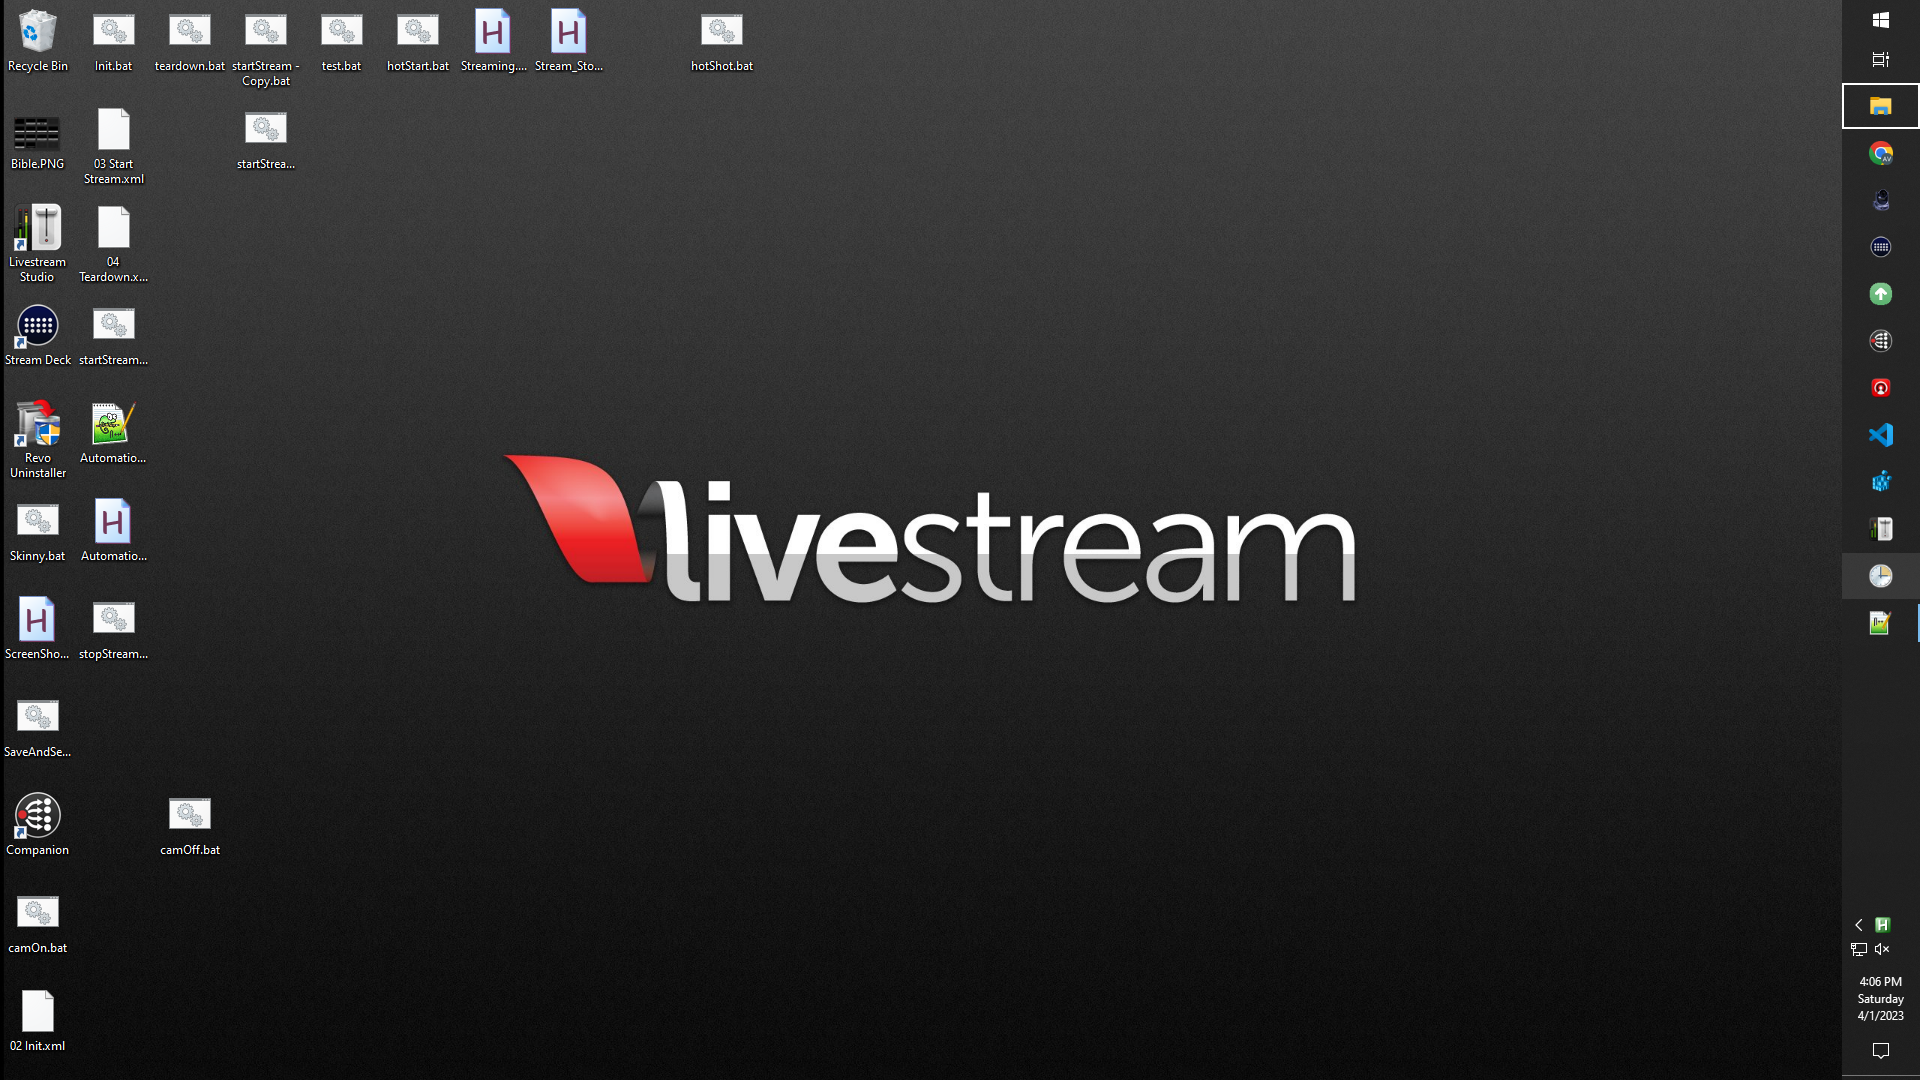 Recycle Bin
Init.bat
teardown.bat
startStream -
Copy.bat
test.bat
hotStart.bat
Streaming....
Stream_Sto...
hotShot.bat
Bible.PNG
03 Start
Stream.xml
startStrea...
Livestream
Studio
04
Teardown.x...
Stream Deck
startStream...
Revo
Uninstaller
Automatio...
Skinny.bat
Automatio...
ScreenSho...
stopStream...
SaveAndSe...
Companion
camOff.bat
camOn.bat
02 Init.xml
livestream
4:06 PM
Saturday
4/1/2023